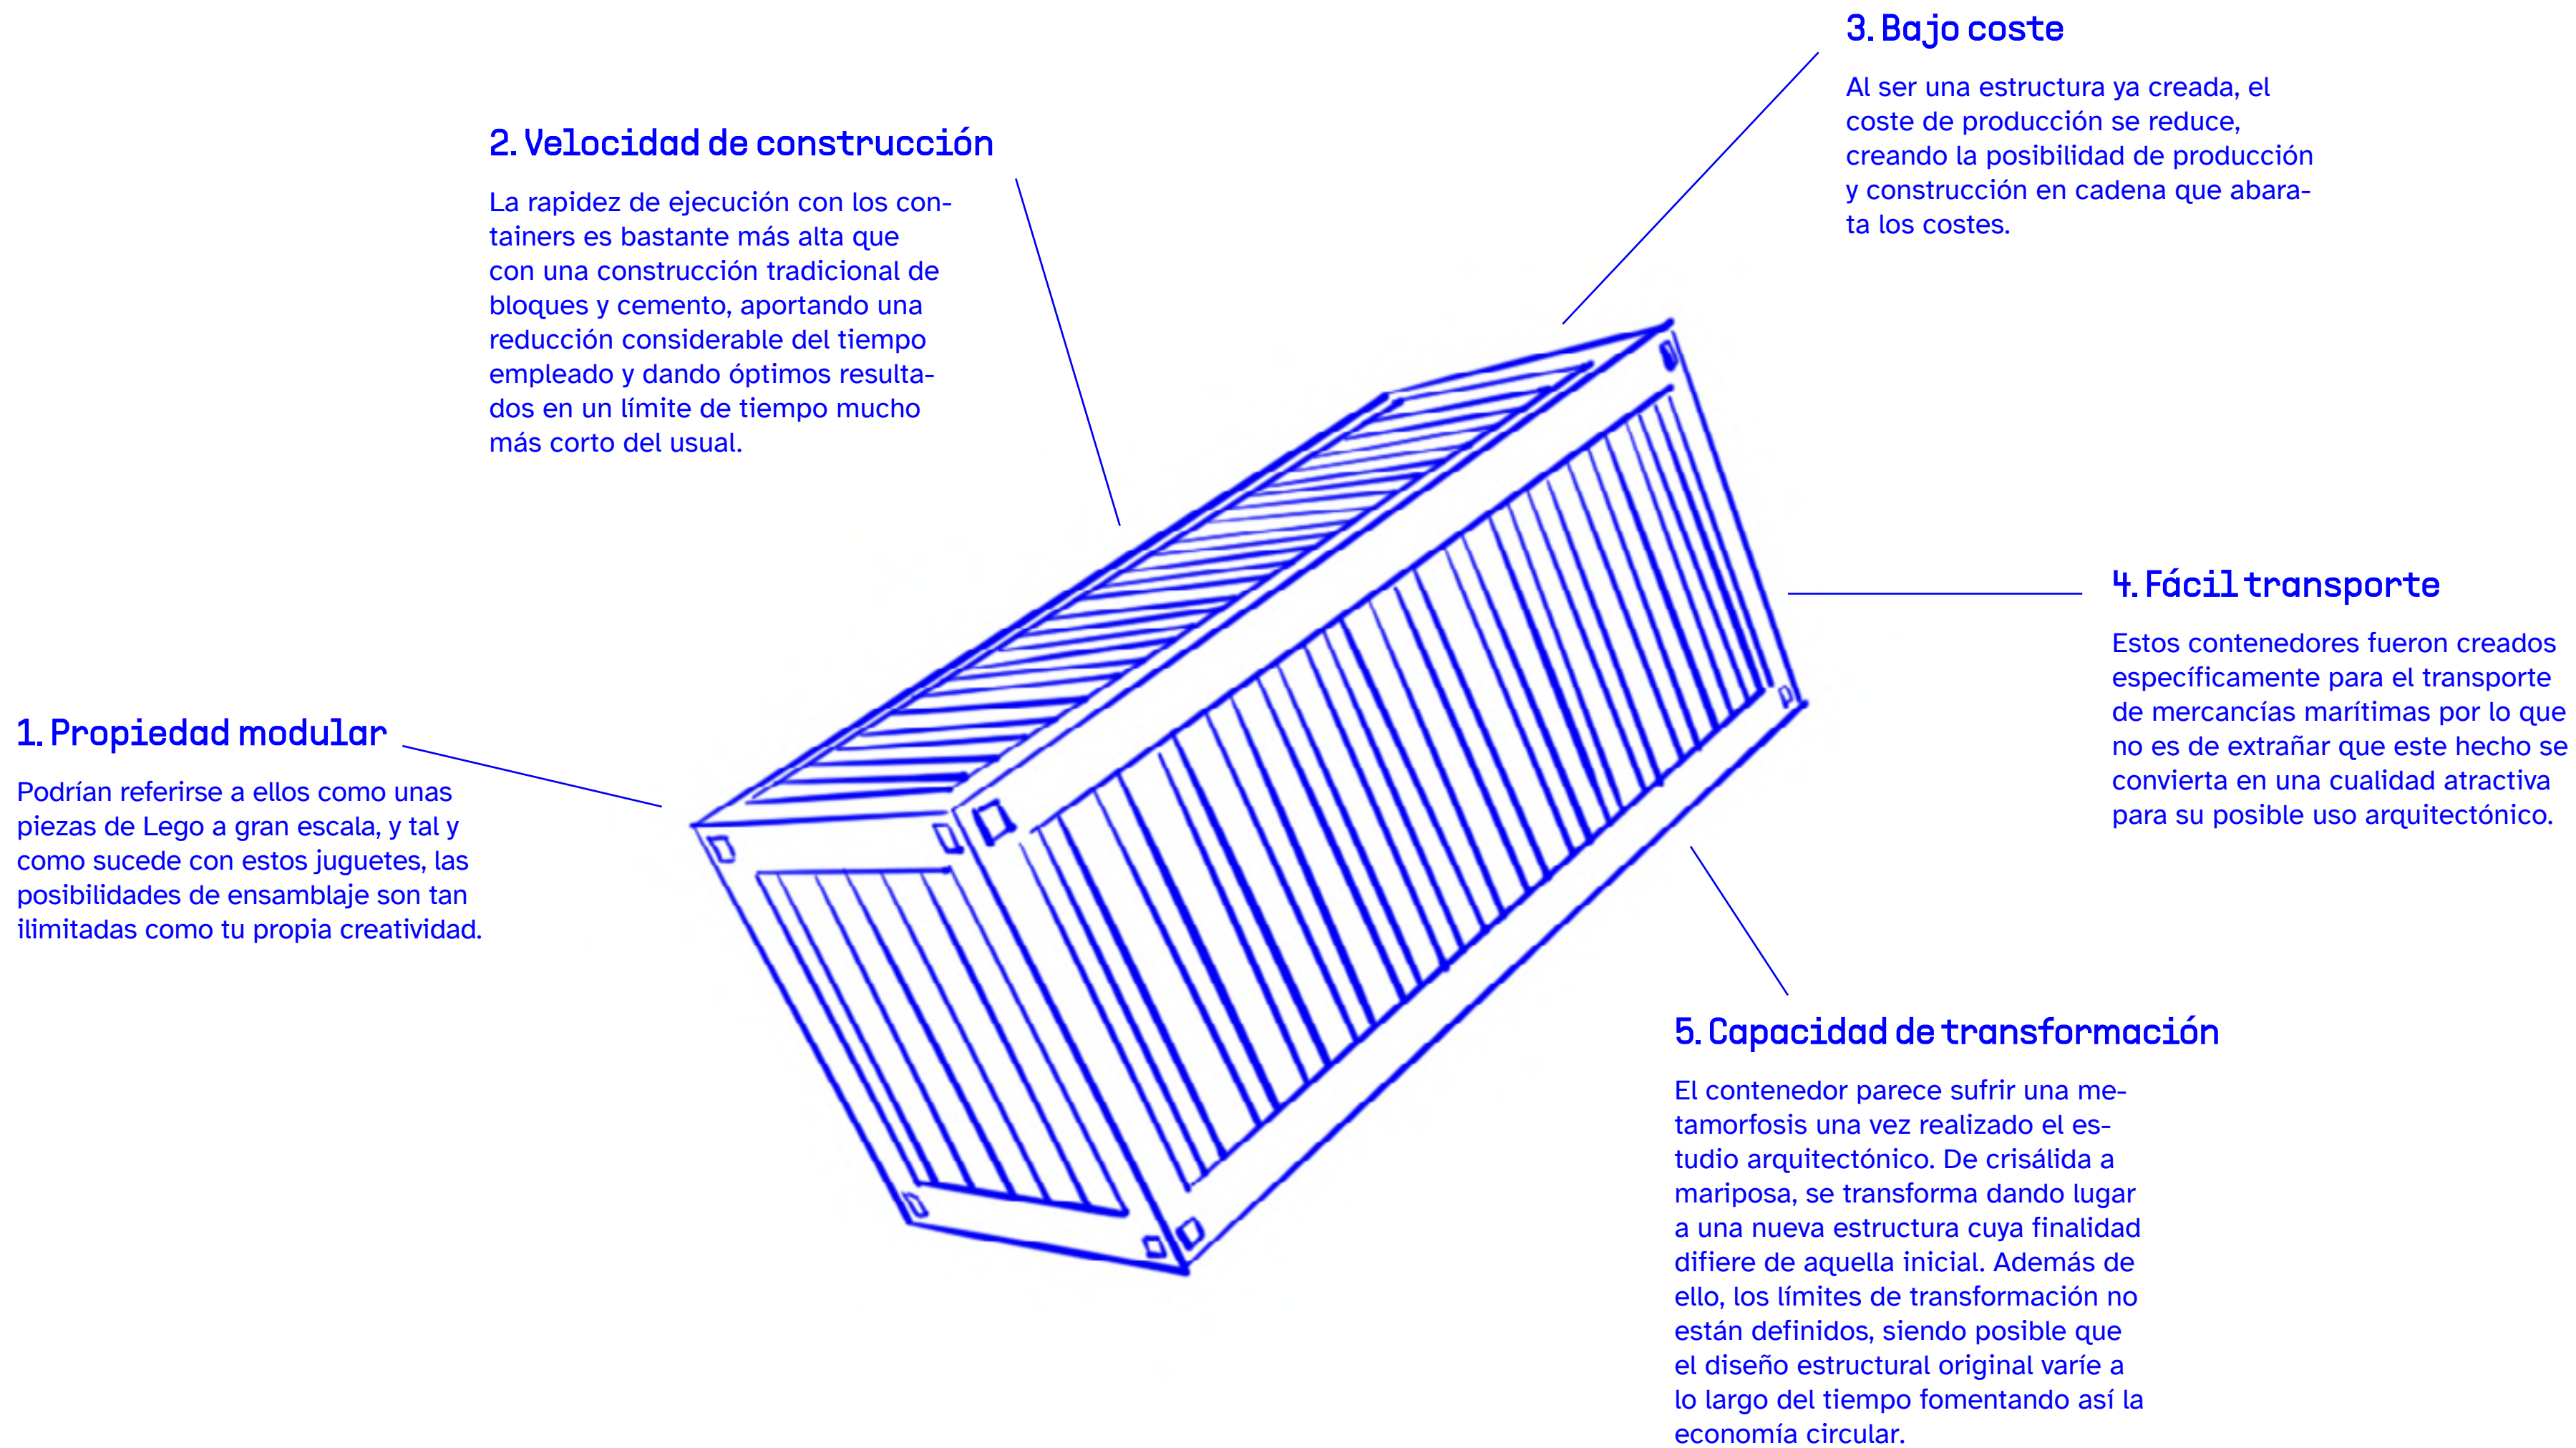 1. Propiedad modular
Podrían referirse a ellos como unas
piezas de Lego a gran escala, y tal y
como sucede con estos juguetes, las
posibilidades de ensamblaje son tan
ilimitadas como tu propia creatividad.
2. Velocidad de construcción
La rapidez de ejecución con los con-
tainers es bastante más alta que
con una construcción tradicional de
bloques y cemento, aportando una
reducción considerable del tiempo
empleado y dando óptimos resulta-
dos en un límite de tiempo mucho
más corto del usual.
3. Bajo coste
Al ser una estructura ya creada, el
coste de producción se reduce,
creando la posibilidad de producción
y construcción en cadena que abara-
ta los costes.
4. Fácil transporte
Estos contenedores fueron creados
específicamente para el transporte
de mercancías marítimas por lo que
no es de extrañar que este hecho se
convierta en una cualidad atractiva
para su posible uso arquitectónico.
5. Capacidad de transformación
El contenedor parece sufrir una me-
tamorfosis una vez realizado el es-
tudio arquitectónico. De crisálida a
mariposa, se transforma dando lugar
a una nueva estructura cuya finalidad
difiere de aquella inicial. Además de
ello, los límites de transformación no
están definidos, siendo posible que
el diseño estructural original varíe a
lo largo del tiempo fomentando así la
economía circular.